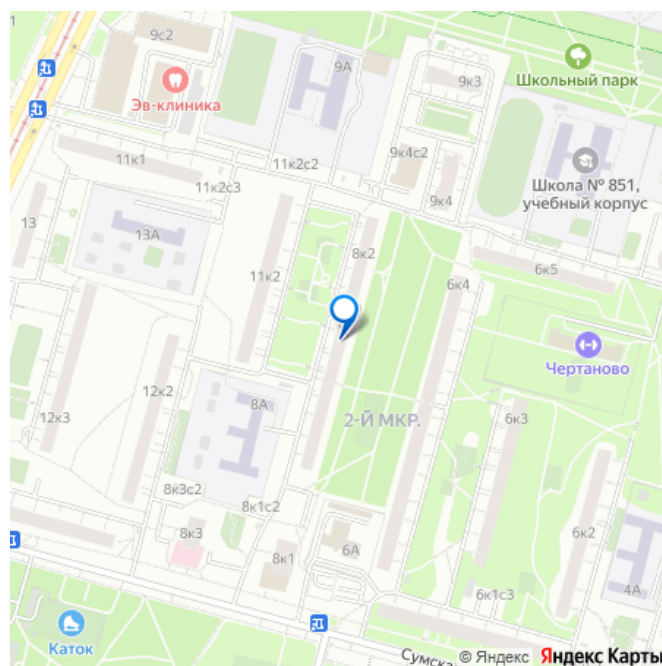 9с2
9А
9к3
Школьный парк
Эв-клиника
11к1
11к2с2
9к4с2
Школа № 851,
учебный корпус
11к2с3
9к4
13
13А
8к2
11к2
6к4
6к5
Чертаново
12к2
8А
12к3
2-Й МКР.
6к3
8к3с2
8к1с2
8к3
6А
8к1
6к2
4А
6к1с3
Каток
Сумска
© Яндекс Яндекс Карты